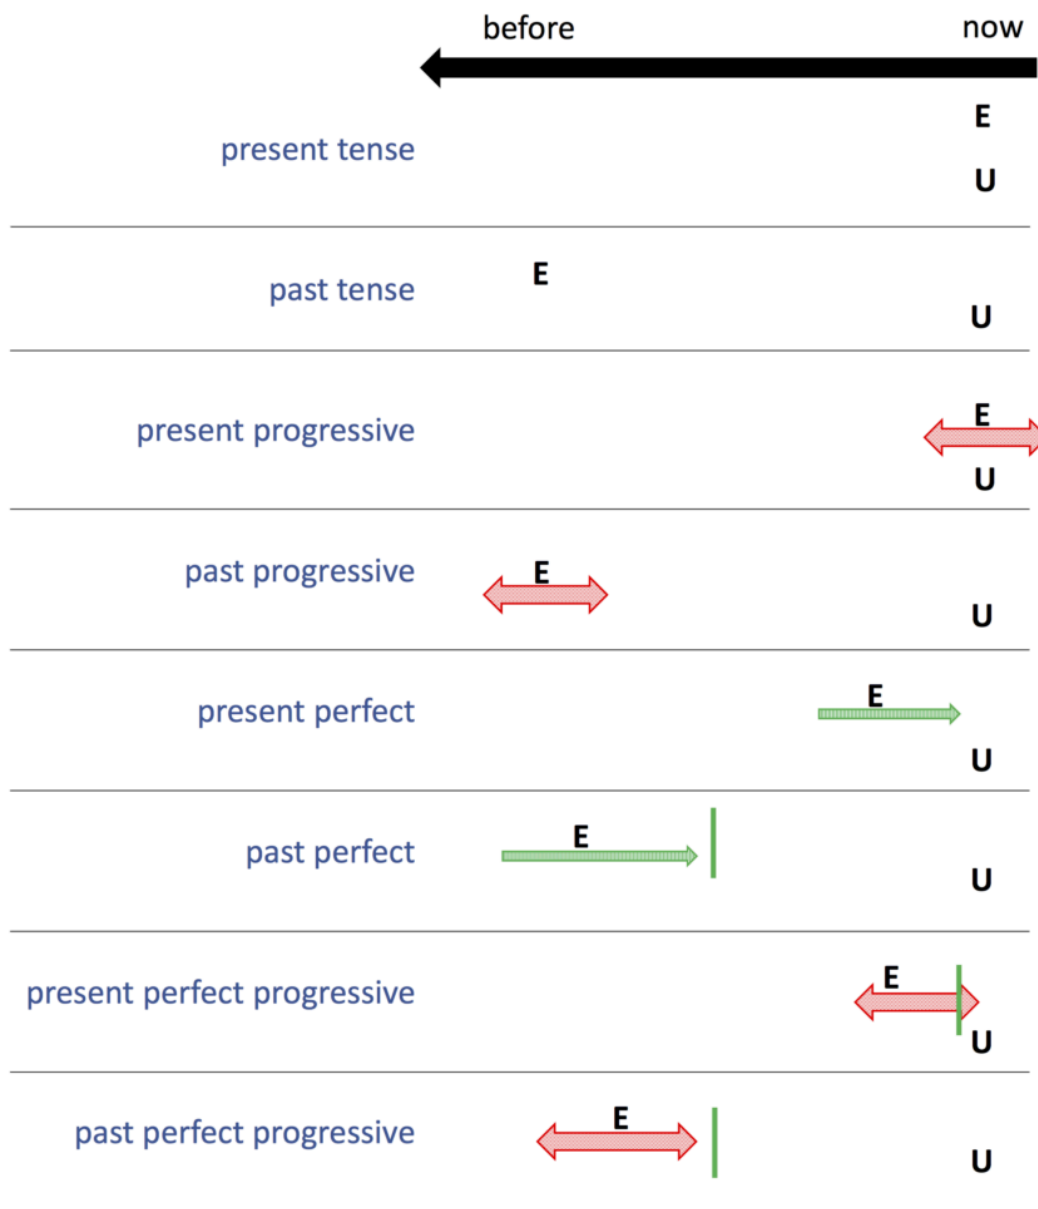 before now
E
present tense
U
E
past tense
U
E
present progressive
U
E
past progressive
U
E
present perfect
U
E
past perfect
U
E
present perfect progressive
U
E
past perfect progressive
U